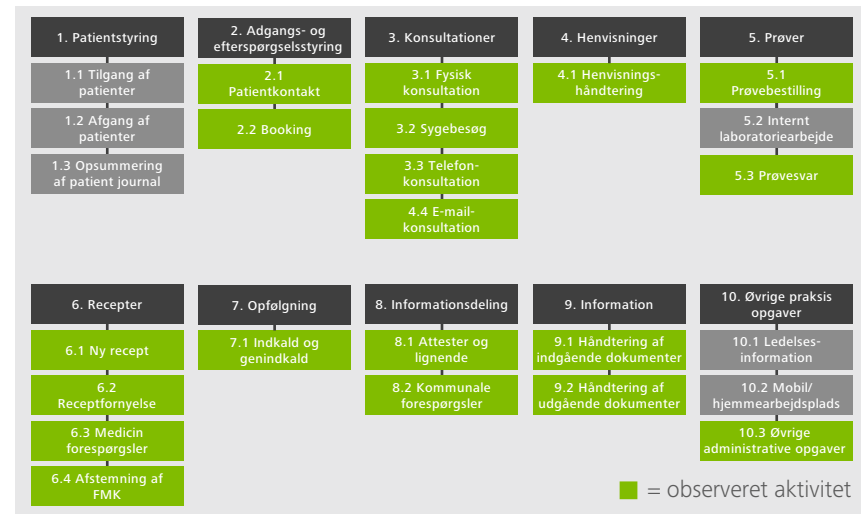 1. Patientstyring
1.1 Tilgang af
patienter
1.2 Afgang af
patienter
1.3 Opsummering
af patient journal
2. Adgangs- og
efterspørgselsstyring
2.1
Patientkontakt
2.2 Booking
3. Konsultationer
3.1 Fysisk
konsultation
3.2 Sygebesøg
3.3 Telefon-
konsultation
4.4 E-mail-
konsultation
4. Henvisninger
4.1 Henvisnings-
håndtering
5. Prøver
5.1
Prøvebestilling
5.2 Internt
laboratoriearbejde
5.3 Prøvesvar
6. Recepter
6.1 Ny recept
6.2
Receptfornyelse
6.3 Medicin
forespørgsler
6.4 Afstemning af
FMK
7. Opfølgning
7.1 Indkald og
genindkald
8. Informationsdeling
8.1 Attester og
lignende
8.2 Kommunale
forespørgsler
9. Information
9.1 Håndtering af
indgående dokumenter
9.2 Håndtering af
udgående dokumenter
10. Øvrige praksis
opgaver
10.1 Ledelses-
information
10.2 Mobil/
hjemmearbejdsplads
10.3 Øvrige
administrative opgaver
= observeret aktivitet